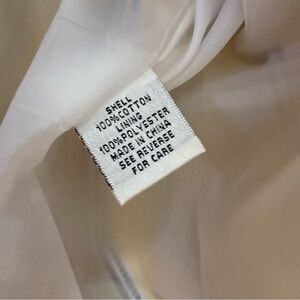 SHELL
100%COTTON
LINING
100%POLYESTER
MADE IN CHINA
SEE REVERSE
FOR CARE